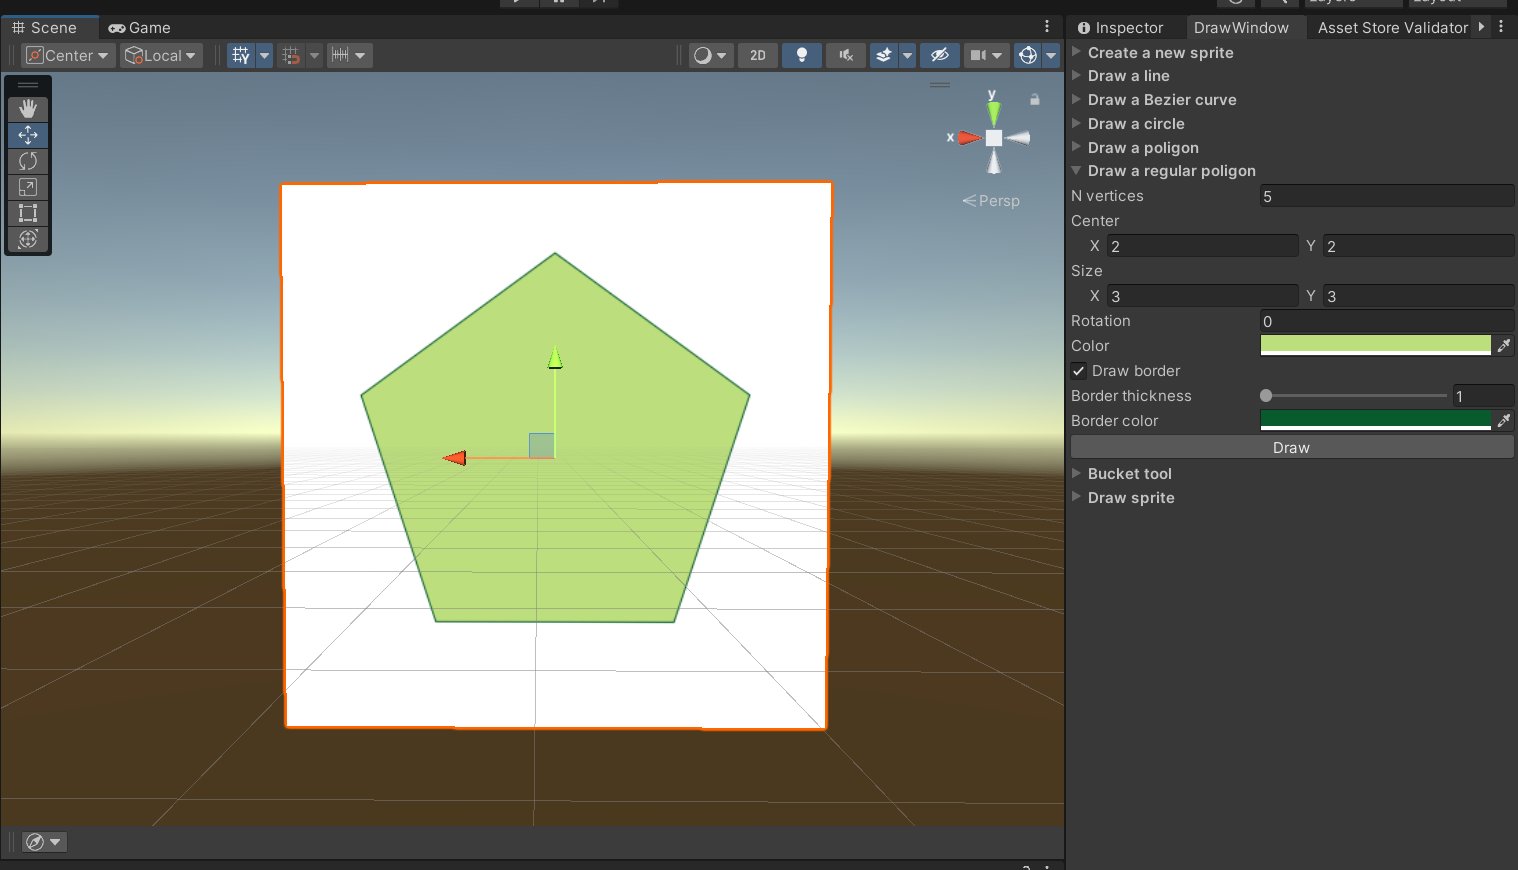 Scene
Game
Inspector
DrawWindow
Asset Store Validator
Center
Local
2D
y
x
Persp
Create a new sprite
Draw a line
Draw a Bezier curve
Draw a circle
Draw a poligon
Draw a regular poligon
N vertices 5
Center
X 2 Y 2
Size
X 3 Y 3
Rotation 0
Color
Draw border
Border thickness 1
Border color
Draw
Bucket tool
Draw sprite